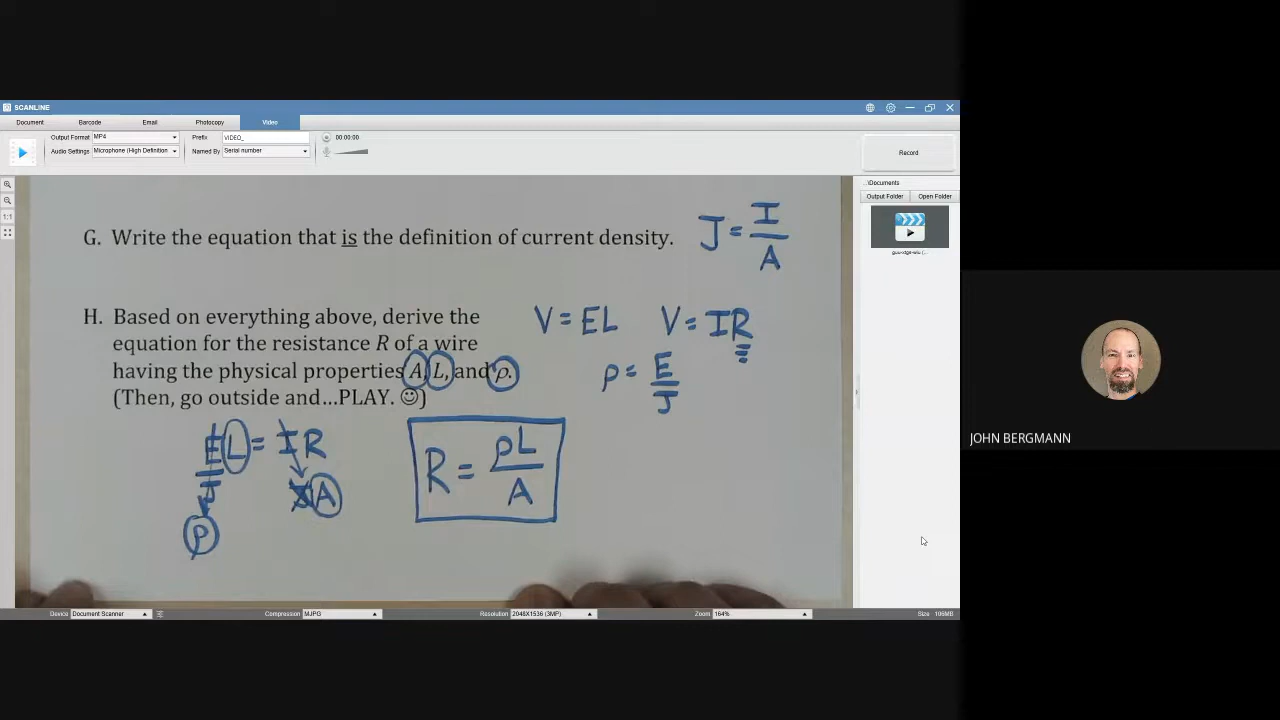 SCANLINE
Document Barcode Email Photocopy Video
Output Format MP4 Prefix VIDEO_ 00:00:00
Audio Settings Microphone (High Definition Named By Serial number
Record
...\Documents
Output Folder Open Folder
1:1
G. Write the equation that is the definition of current density. J = I/A
H. Based on everything above, derive the
equation for the resistance R of a wire
having the physical properties A, L, and ρ.
(Then, go outside and...PLAY. ☺)
V = EL V = IR
ρ = E/J
EL = IR
J
A
ρ
R = ρL/A
JOHN BERGMANN
Device Document Scanner Compression MJPG Resolution 2048X1536 (3MP) Zoom 164% Size : 106MB